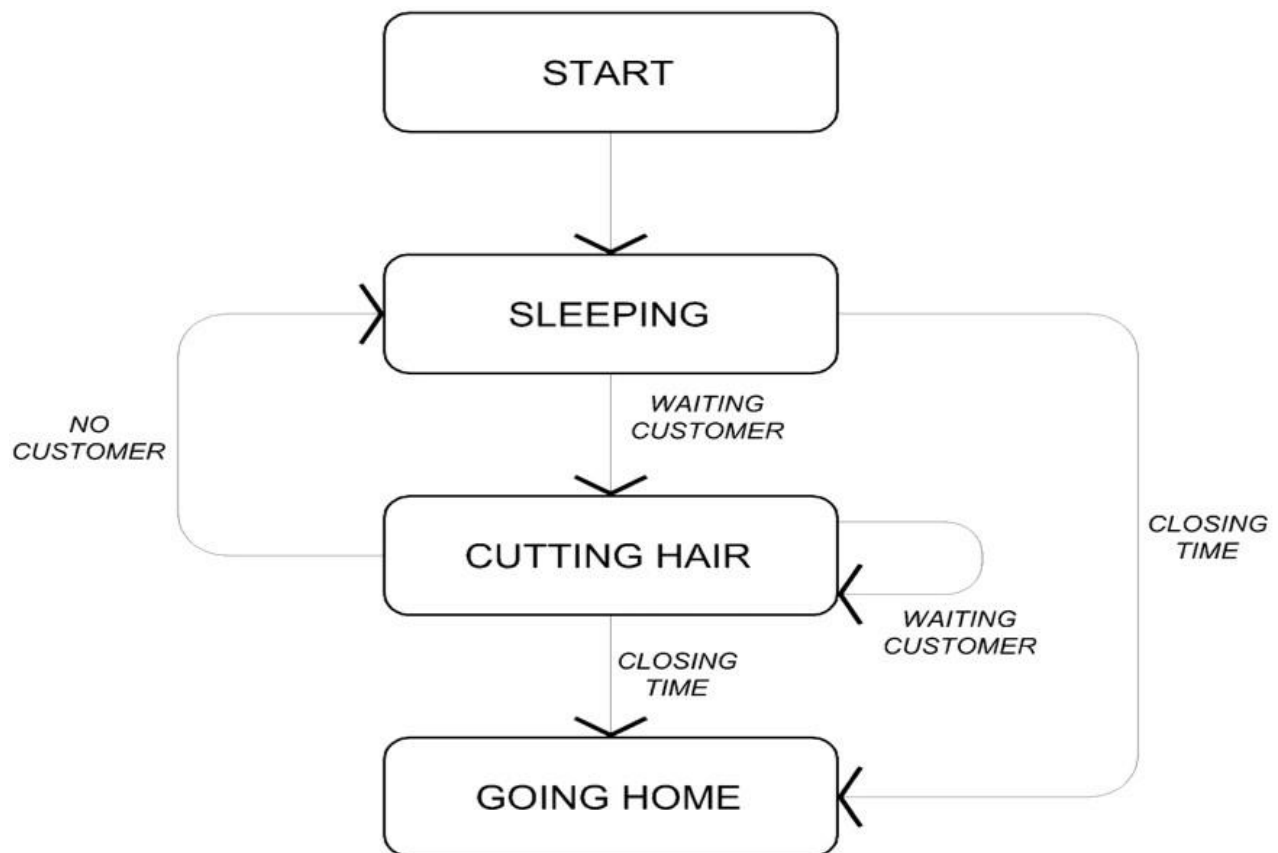 START
SLEEPING
WAITING
CUSTOMER
NO
CUSTOMER
CUTTING HAIR
CLOSING
TIME
WAITING
CUSTOMER
CLOSING
TIME
GOING HOME